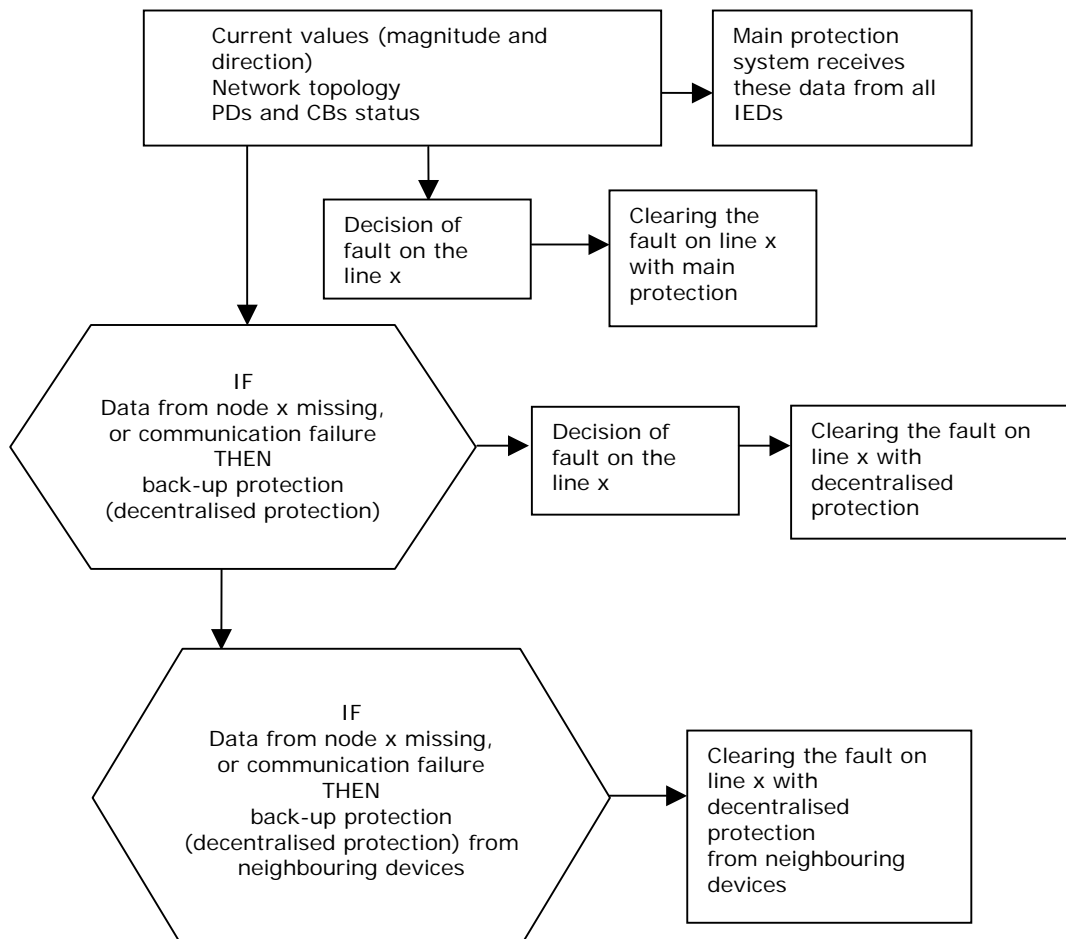 Current values (magnitude and
direction)
Network topology
PDs and CBs status
Main protection
system receives
these data from all
IEDs
Decision of
fault on the
line x
Clearing the
fault on line x
with main
protection
IF
Data from node x missing,
or communication failure
THEN
back-up protection
(decentralised protection)
Decision of
fault on the
line x
Clearing the fault on
line x with
decentralised
protection
IF
Data from node x missing,
or communication failure
THEN
back-up protection
(decentralised protection) from
neighbouring devices
Clearing the fault on
line x with
decentralised
protection
from neighbouring
devices